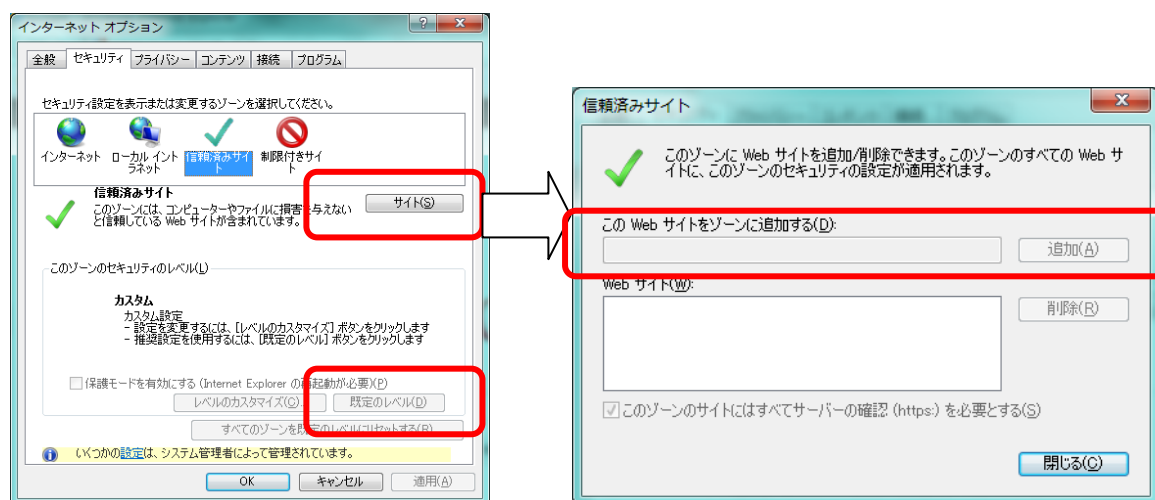 インターネット オプション
全般 セキュリティ プライバシー コンテンツ 接続 プログラム
セキュリティ設定を表示または変更するゾーンを選択してください。
インターネット
ローカル イント
ラネット
信頼済みサイ
ト
制限付きサイ
ト
信頼済みサイト
このゾーンには、コンピューターやファイルに損害を与えない
と信頼している Web サイトが含まれています。
サイト(S)
このゾーンのセキュリティのレベル(L)
カスタム
カスタム設定
- 設定を変更するには、[レベルのカスタマイズ] ボタンをクリックします
- 推奨設定を使用するには、[既定のレベル] ボタンをクリックします
保護モードを有効にする (Internet Explorer の再起動が必要)(P)
レベルのカスタマイズ(C)... 既定のレベル(D)
すべてのゾーンを既定のレベルにリセットする(R)
いくつかの設定は、システム管理者によって管理されています。
OK キャンセル 適用(A)
信頼済みサイト
このゾーンに Web サイトを追加/削除できます。このゾーンのすべての Web サ
イトに、このゾーンのセキュリティの設定が適用されます。
この Web サイトをゾーンに追加する(D):
追加(A)
Web サイト(W):
削除(R)
このゾーンのサイトにはすべてサーバーの確認 (https:) を必要とする(S)
閉じる(C)